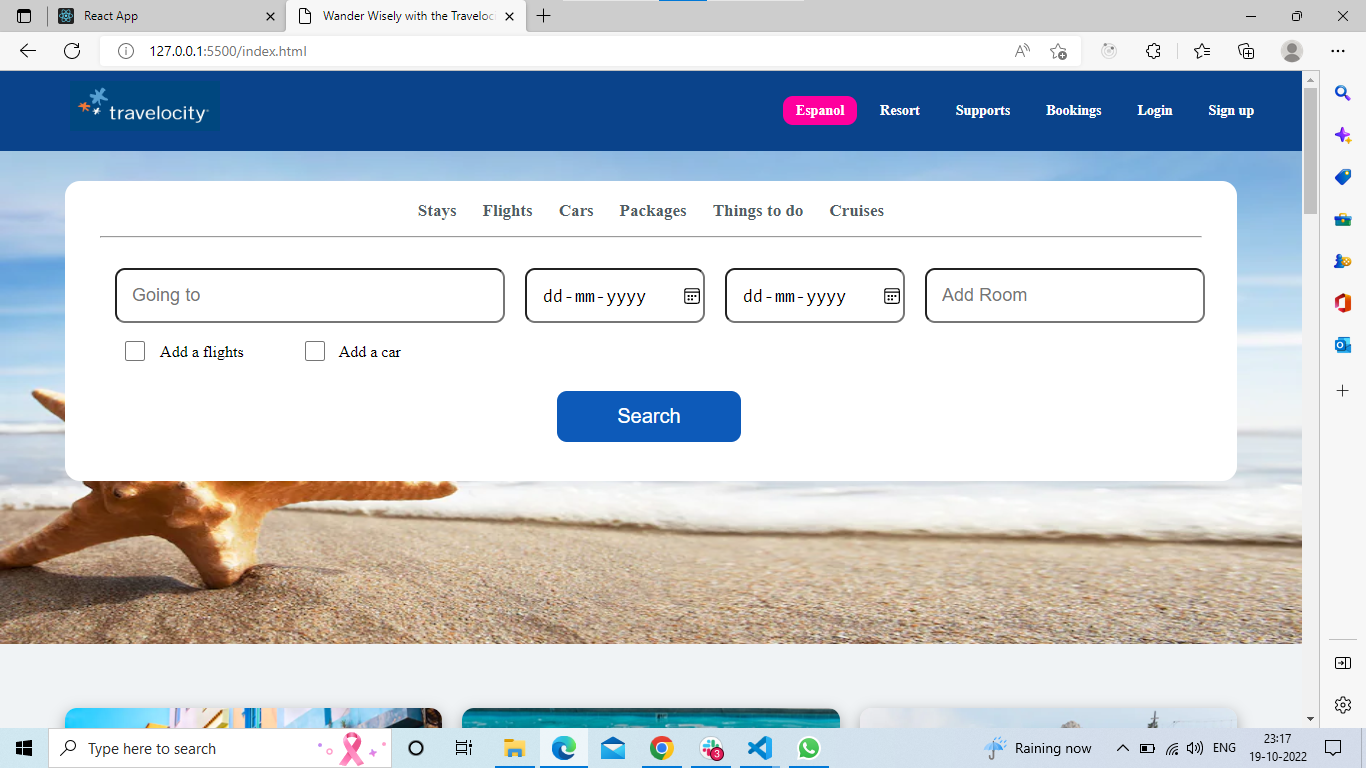 React App
Wander Wisely with the Traveloc
127.0.0.1:5500/index.html
travelocity
Espanol
Resort
Supports
Bookings
Login
Sign up
Stays
Flights
Cars
Packages
Things to do
Cruises
Going to
dd-mm-yyyy
dd-mm-yyyy
Add Room
Add a flights
Add a car
Search
Type here to search
3
Raining now
ENG
23:17
19-10-2022